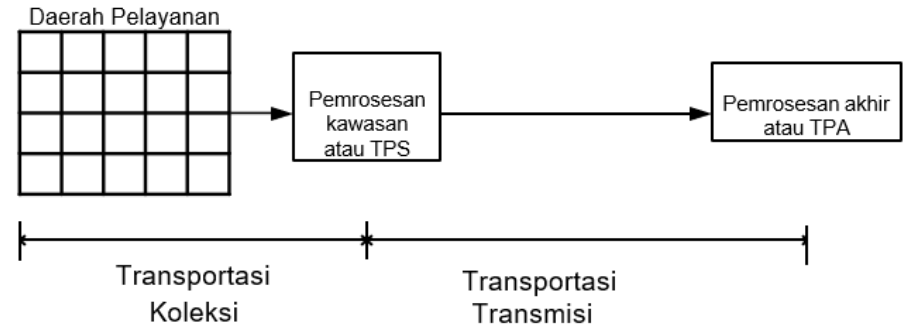 Daerah Pelayanan
Pemrosesan
kawasan
atau TPS
Pemrosesan akhir
atau TPA
Transportasi
Koleksi
Transportasi
Transmisi